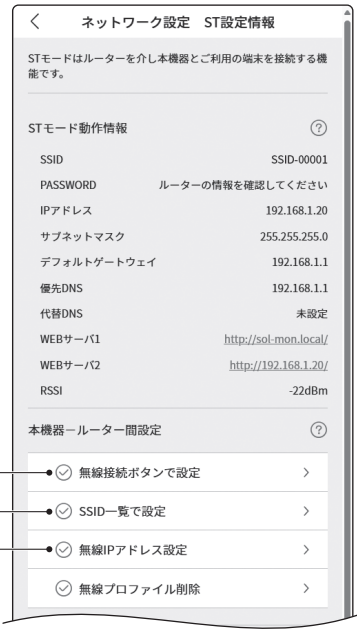 ネットワーク設定　ST設定情報
STモードはルーターを介し本機器とご利用の端末を接続する機
能です。
STモード動作情報 ?
SSID SSID-00001
PASSWORD ルーターの情報を確認してください
IPアドレス 192.168.1.20
サブネットマスク 255.255.255.0
デフォルトゲートウェイ 192.168.1.1
優先DNS 192.168.1.1
代替DNS 未設定
WEBサーバ1 http://sol-mon.local/
WEBサーバ2 http://192.168.1.20/
RSSI -22dBm
本機器－ルーター間設定 ?
無線接続ボタンで設定
SSID一覧で設定
無線IPアドレス設定
無線プロファイル削除